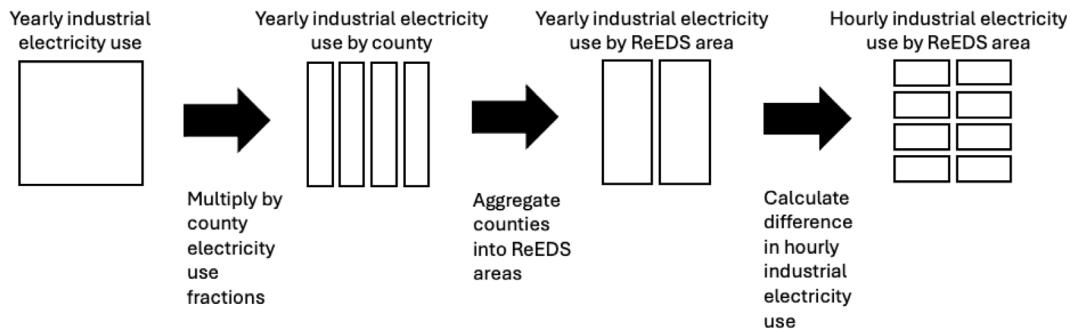 Yearly industrial
electricity use
Yearly industrial electricity
use by county
Yearly industrial electricity
use by ReEDS area
Hourly industrial electricity
use by ReEDS area
Multiply by
county
electricity
use
fractions
Aggregate
counties
into ReEDS
areas
Calculate
difference
in hourly
industrial
electricity
use